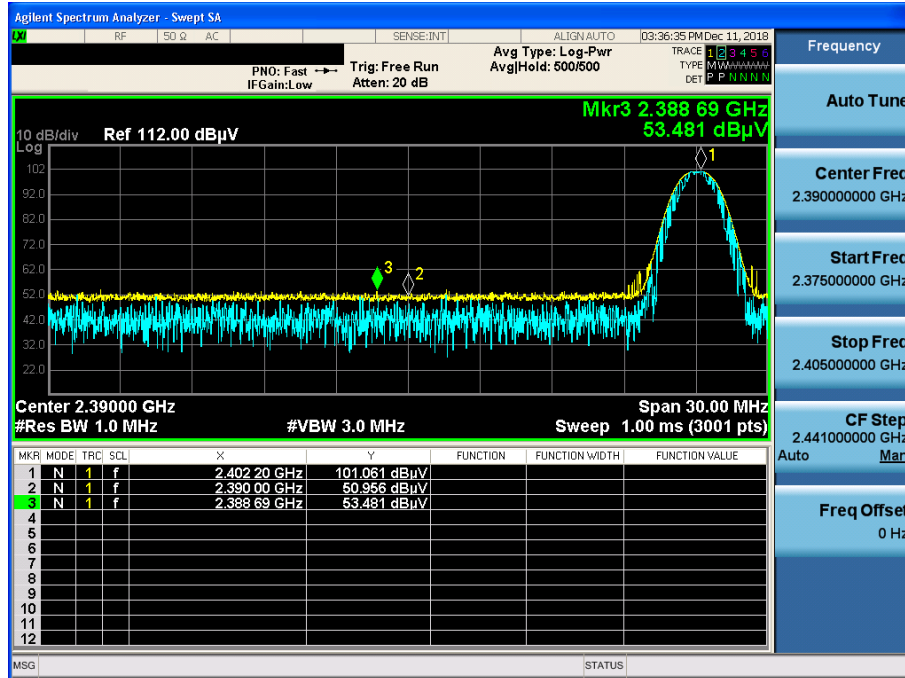 Agilent Spectrum Analyzer - Swept SA
LXI RF 50 Ω AC SENSE:INT ALIGN AUTO 03:36:35 PM Dec 11, 2018
PNO: Fast Trig: Free Run Avg Type: Log-Pwr TRACE 1 2 3 4 5 6
IFGain:Low Atten: 20 dB Avg|Hold: 500/500 TYPE M W W W W W
DET P P N N N N
Mkr3 2.388 69 GHz
53.481 dBµV
10 dB/div Ref 112.00 dBµV
Log
102
92.0
82.0
72.0
62.0
52.0
42.0
32.0
22.0
1
3
2
Center 2.39000 GHz Span 30.00 MHz
#Res BW 1.0 MHz #VBW 3.0 MHz Sweep 1.00 ms (3001 pts)
MKR MODE TRC SCL X Y FUNCTION FUNCTION WIDTH FUNCTION VALUE
1 N 1 f 2.402 20 GHz 101.061 dBµV
2 N 1 f 2.390 00 GHz 50.956 dBµV
3 N 1 f 2.388 69 GHz 53.481 dBµV
4
5
6
7
8
9
10
11
12
MSG STATUS
Frequency
Auto Tune
Center Freq
2.390000000 GHz
Start Freq
2.375000000 GHz
Stop Freq
2.405000000 GHz
CF Step
2.441000000 GHz
Auto Man
Freq Offset
0 Hz